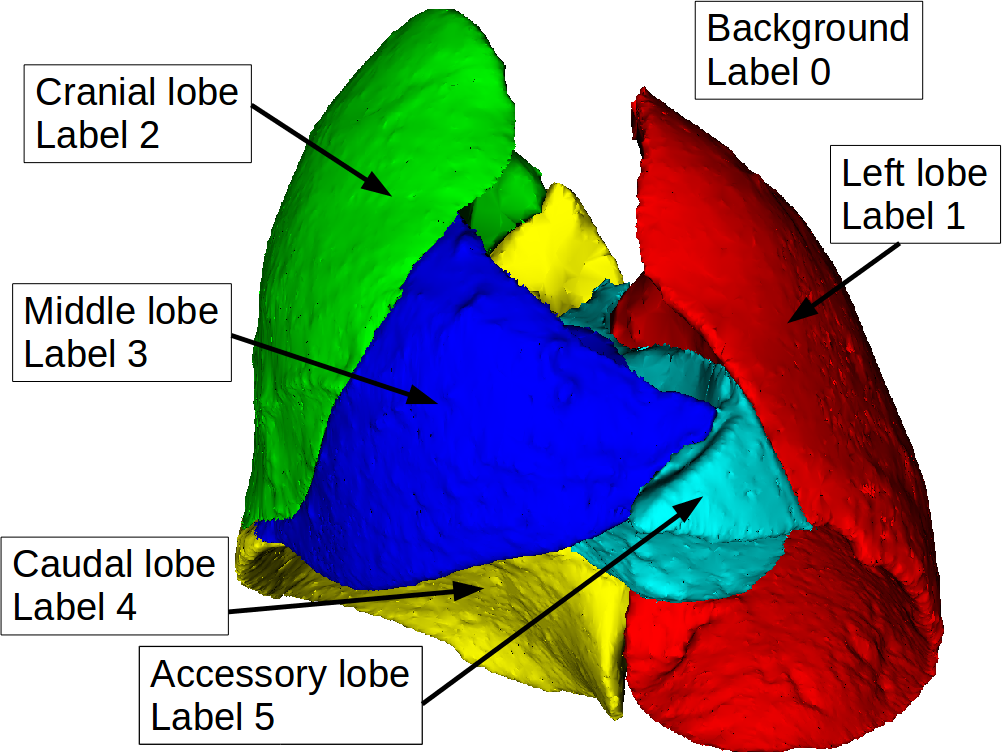 Background
Label 0
Cranial lobe
Label 2
Left lobe
Label 1
Middle lobe
Label 3
Caudal lobe
Label 4
Accessory lobe
Label 5